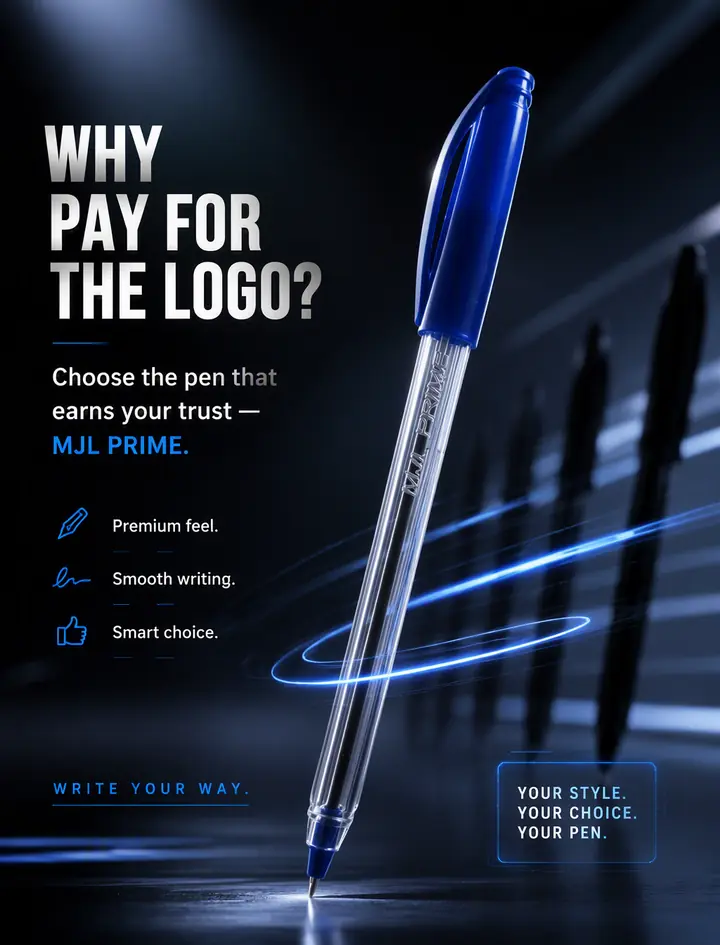 WHY
PAY FOR
THE LOGO?
Choose the pen that
earns your trust —
MJL PRIME.
Premium feel.
Smooth writing.
Smart choice.
WRITE YOUR WAY.
MJL PRIME
YOUR STYLE.
YOUR CHOICE.
YOUR PEN.